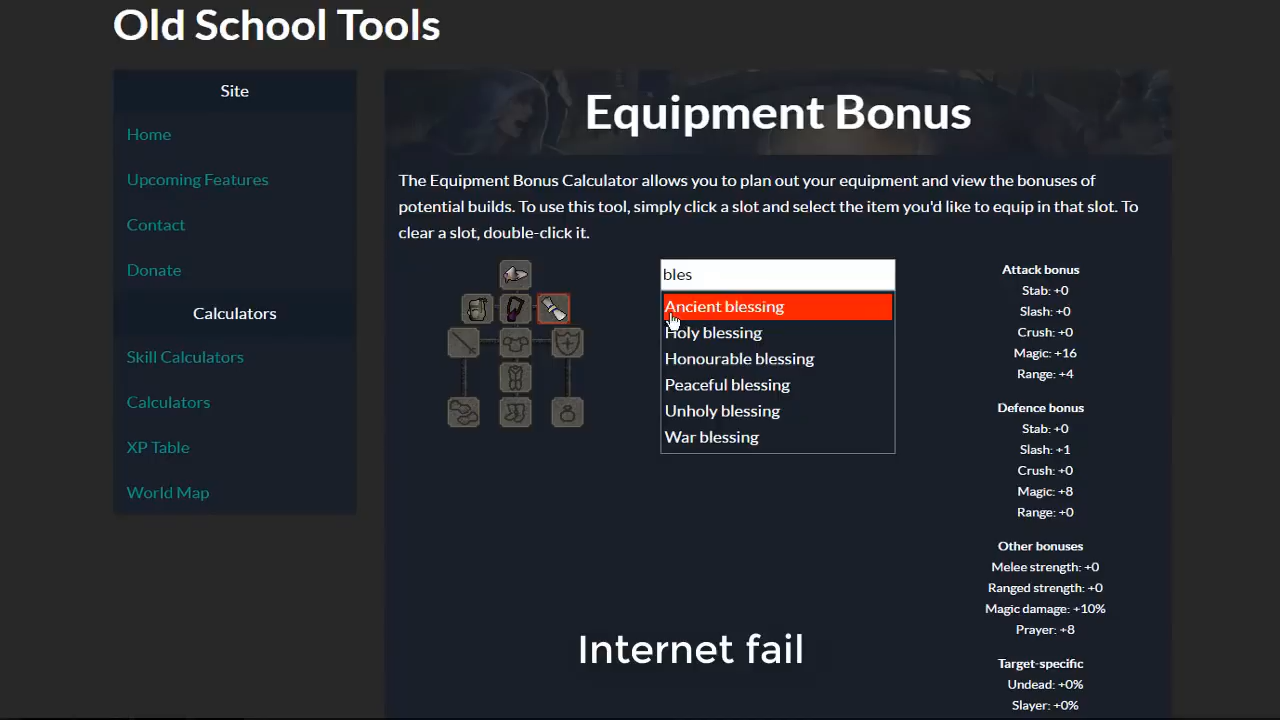 Old School Tools
Site
Home
Upcoming Features
Contact
Donate
Calculators
Skill Calculators
Calculators
XP Table
World Map
Equipment Bonus
The Equipment Bonus Calculator allows you to plan out your equipment and view the bonuses of
potential builds. To use this tool, simply click a slot and select the item you'd like to equip in that slot. To
clear a slot, double-click it.
bles
Ancient blessing
Holy blessing
Honourable blessing
Peaceful blessing
Unholy blessing
War blessing
Attack bonus
Stab: +0
Slash: +0
Crush: +0
Magic: +16
Range: +4
Defence bonus
Stab: +0
Slash: +1
Crush: +0
Magic: +8
Range: +0
Other bonuses
Melee strength: +0
Ranged strength: +0
Magic damage: +10%
Prayer: +8
Target-specific
Undead: +0%
Slayer: +0%
Internet fail